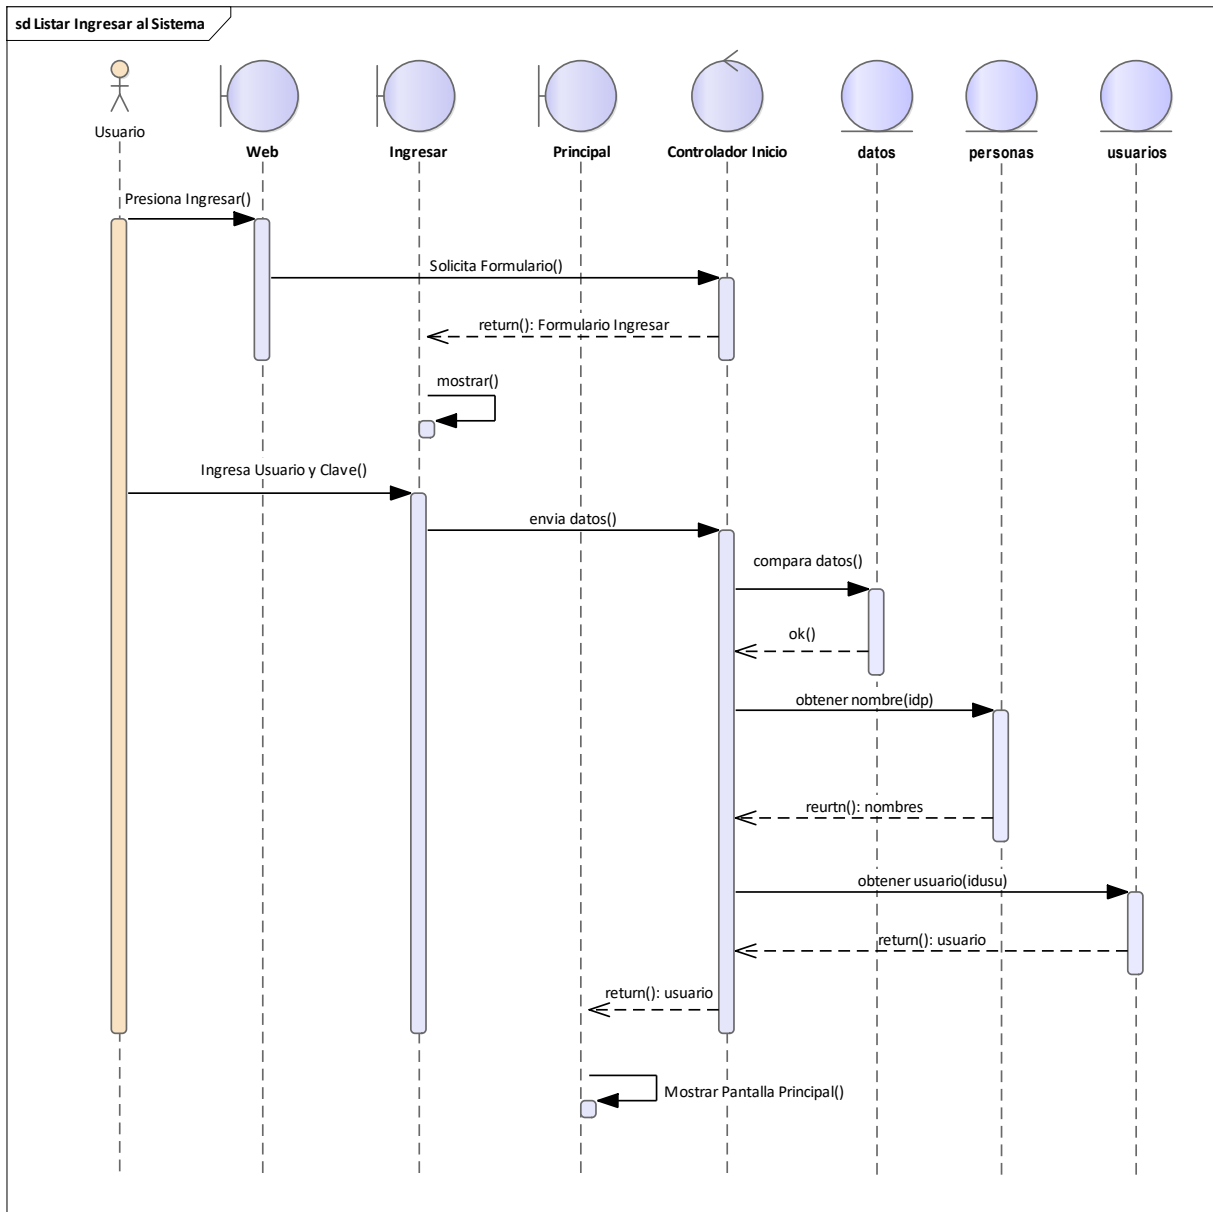 sd Listar Ingresar al Sistema
Usuario
Web
Ingresar
Principal
Controlador Inicio
datos
personas
usuarios
Presiona Ingresar()
Solicita Formulario()
return(): Formulario Ingresar
mostrar()
Ingresa Usuario y Clave()
envia datos()
compara datos()
ok()
obtener nombre(idp)
reurtn(): nombres
obtener usuario(idusu)
return(): usuario
return(): usuario
Mostrar Pantalla Principal()